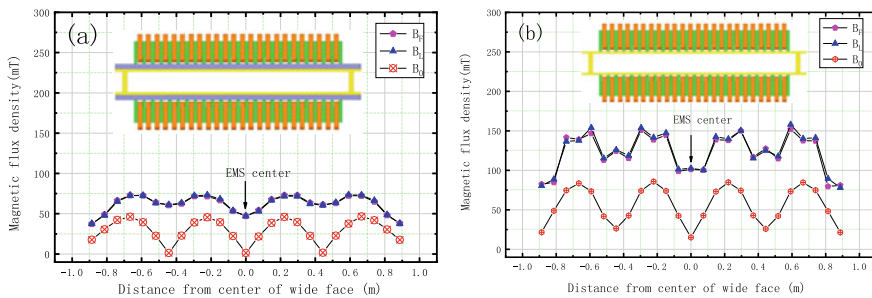 (a)
B_F
B_L
B_0
EMS center
300
250
200
150
100
50
0
Magnetic flux density(mT)
-1.0 -0.8 -0.6 -0.4 -0.2 0.0 0.2 0.4 0.6 0.8 1.0
Distance from center of wide face (m)
(b)
B_F
B_L
B_0
EMS center
300
250
200
150
100
50
0
Magnetic flux density(mT)
-1.0 -0.8 -0.6 -0.4 -0.2 0.0 0.2 0.4 0.6 0.8 1.0
Distance from center of wide face (m)